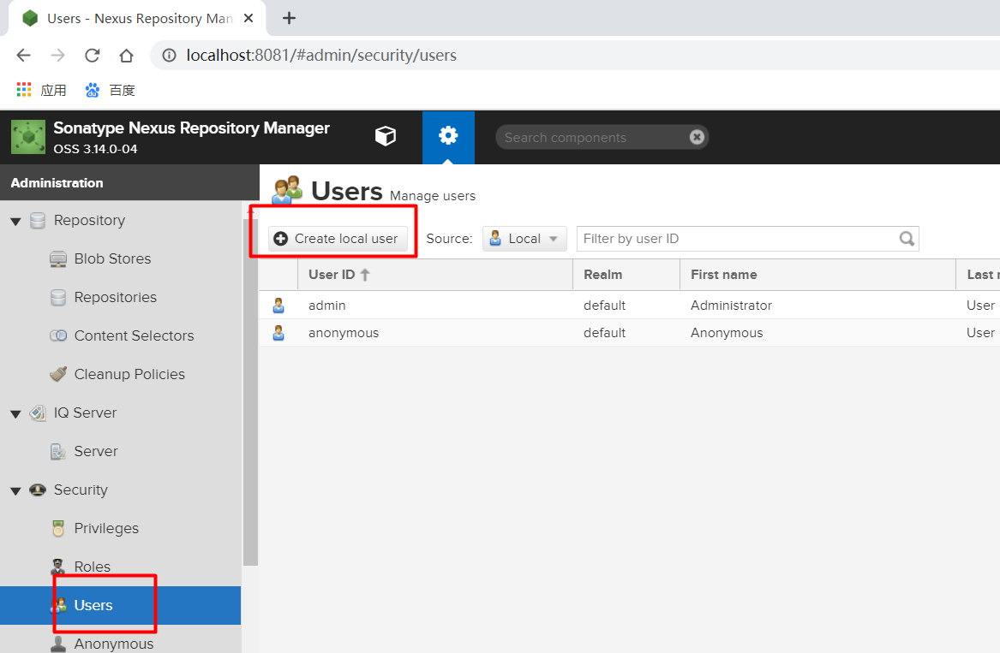 Users - Nexus Repository Man
localhost:8081/#admin/security/users
应用 百度
Sonatype Nexus Repository Manager
OSS 3.14.0-04
Search components
Administration
Users Manage users
Repository
Create local user Source: Local Filter by user ID
Blob Stores
User ID Realm First name Last
Repositories
admin default Administrator User
anonymous default Anonymous User
Content Selectors
Cleanup Policies
IQ Server
Server
Security
Privileges
Roles
Users
Anonymous